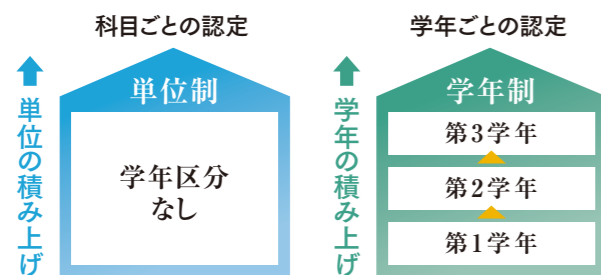 科目ごとの認定
単位の積み上げ
単位制
学年区分
なし
学年ごとの認定
学年の積み上げ
学年制
第3学年
第2学年
第1学年